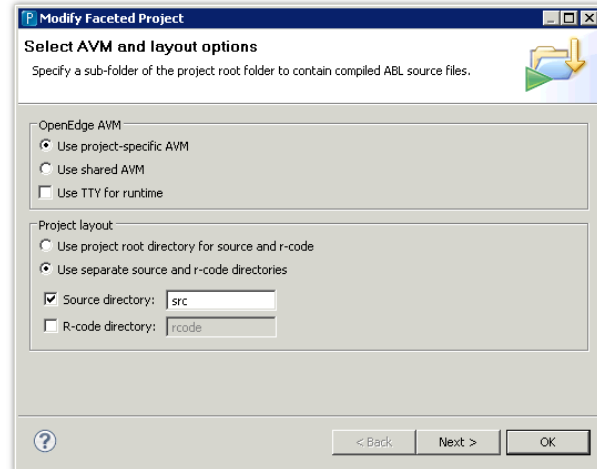 Modify Faceted Project
Select AVM and layout options
Specify a sub-folder of the project root folder to contain compiled ABL source files.
OpenEdge AVM
Use project-specific AVM
Use shared AVM
Use TTY for runtime
Project layout
Use project root directory for source and r-code
Use separate source and r-code directories
Source directory: src
R-code directory: rcode
< Back Next > OK